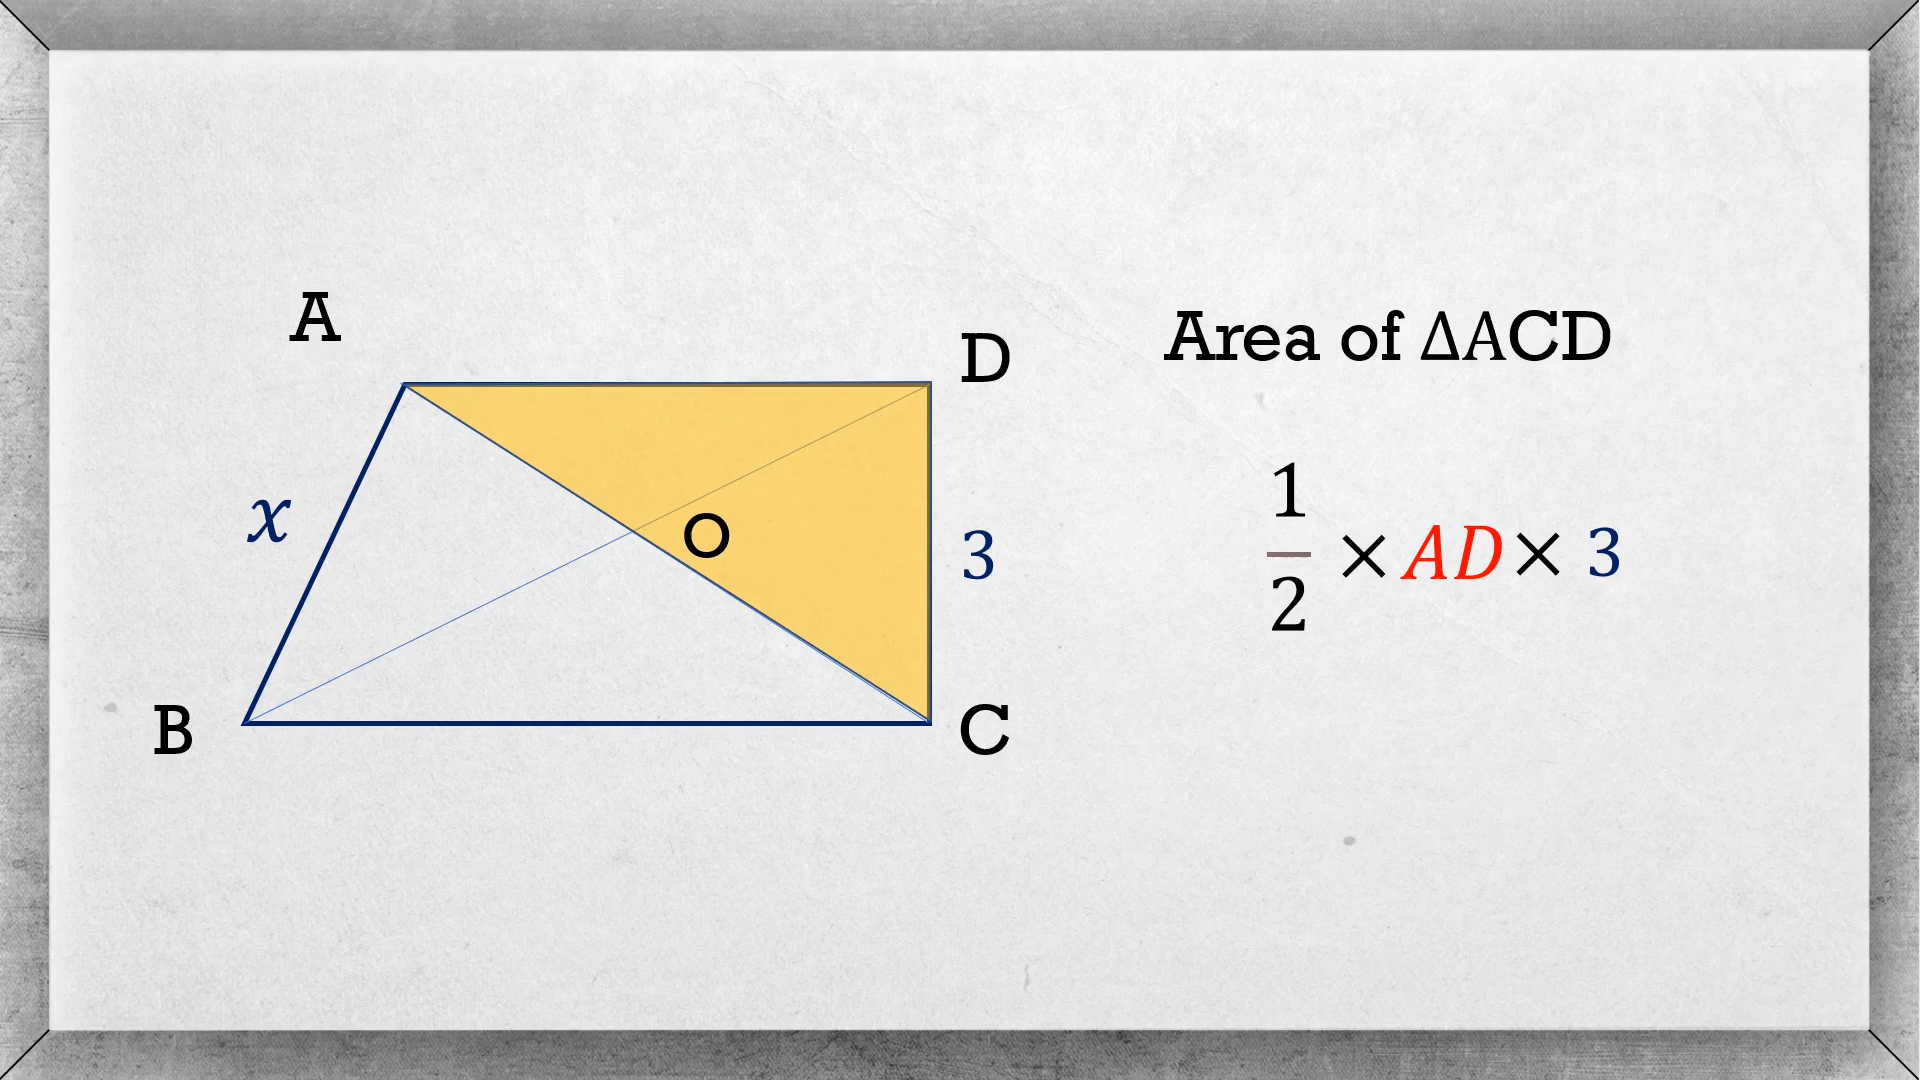 A
D
x
O
3
B
C
Area of ΔACD
1/2 × AD × 3